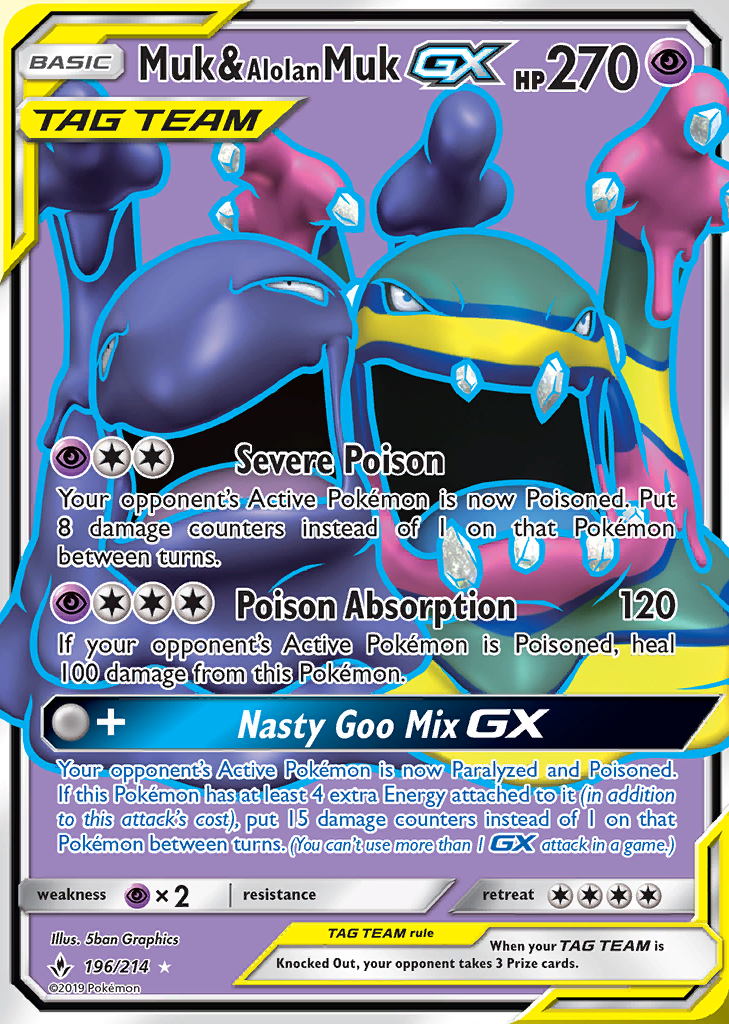 BASIC Muk & Alolan Muk GX HP 270
TAG TEAM
Severe Poison
Your opponent's Active Pokémon is now Poisoned. Put
8 damage counters instead of 1 on that Pokémon
between turns.
Poison Absorption 120
If your opponent's Active Pokémon is Poisoned, heal
100 damage from this Pokémon.
+ Nasty Goo Mix GX
Your opponent's Active Pokémon is now Paralyzed and Poisoned.
If this Pokémon has at least 4 extra Energy attached to it (in addition
to this attack's cost), put 15 damage counters instead of 1 on that
Pokémon between turns. (You can't use more than 1 GX attack in a game.)
weakness ×2 resistance retreat
Illus. 5ban Graphics
196/214 ★
©2019 Pokémon
TAG TEAM rule
When your TAG TEAM is
Knocked Out, your opponent takes 3 Prize cards.